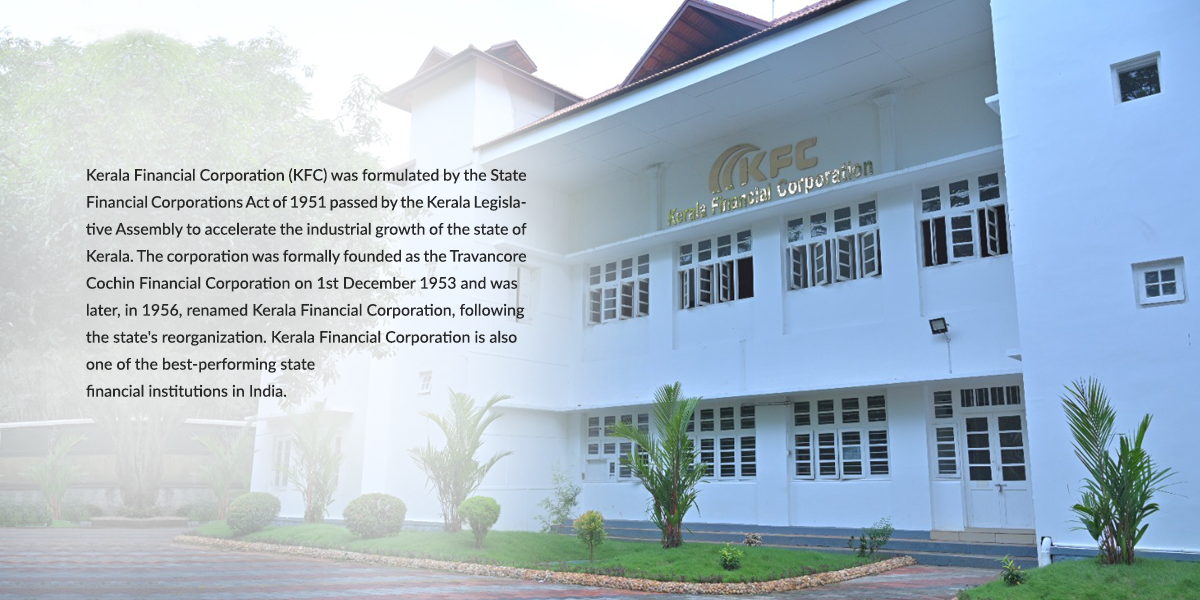 Kerala Financial Corporation (KFC) was formulated by the State
Financial Corporations Act of 1951 passed by the Kerala Legisla-
tive Assembly to accelerate the industrial growth of the state of
Kerala. The corporation was formally founded as the Travancore
Cochin Financial Corporation on 1st December 1953 and was
later, in 1956, renamed Kerala Financial Corporation, following
the state's reorganization. Kerala Financial Corporation is also
one of the best-performing state
financial institutions in India.
KFC
Kerala Financial Corporation